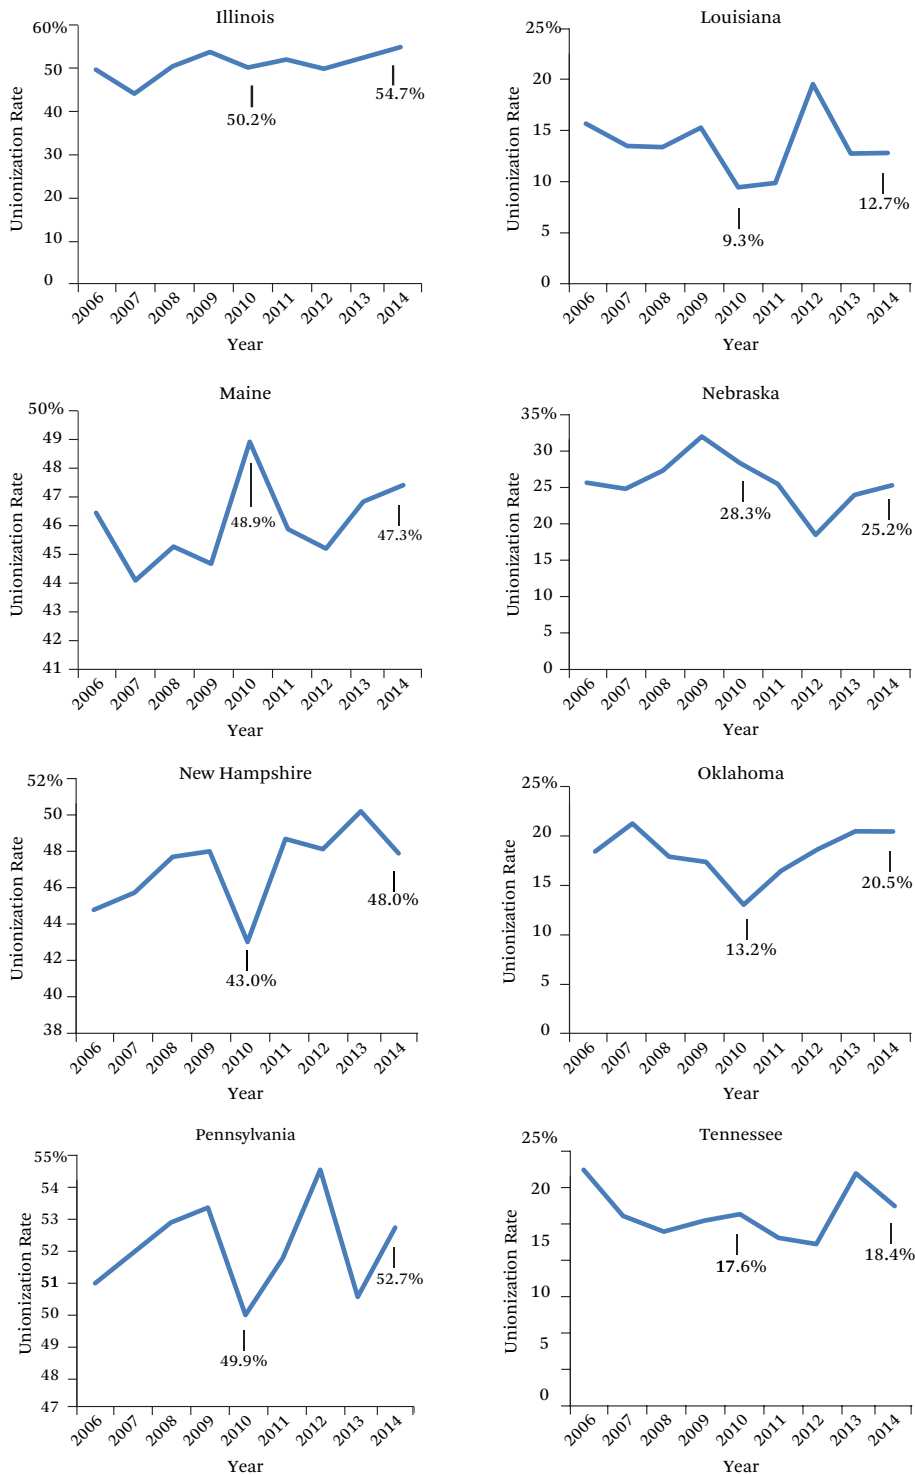 Illinois
60%
50
40
30
20
10
0
Unionization Rate
50.2%
54.7%
2006 2007 2008 2009 2010 2011 2012 2013 2014
Year
Louisiana
25%
20
15
10
5
0
Unionization Rate
9.3%
12.7%
2006 2007 2008 2009 2010 2011 2012 2013 2014
Year
Maine
50%
49
48
47
46
45
44
43
42
41
Unionization Rate
48.9%
47.3%
2006 2007 2008 2009 2010 2011 2012 2013 2014
Year
Nebraska
35%
30
25
20
15
10
5
0
Unionization Rate
28.3%
25.2%
2006 2007 2008 2009 2010 2011 2012 2013 2014
Year
New Hampshire
52%
50
48
46
44
42
40
38
Unionization Rate
43.0%
48.0%
2006 2007 2008 2009 2010 2011 2012 2013 2014
Year
Oklahoma
25%
20
15
10
5
0
Unionization Rate
13.2%
20.5%
2006 2007 2008 2009 2010 2011 2012 2013 2014
Year
Pennsylvania
55%
54
53
52
51
50
49
48
47
Unionization Rate
49.9%
52.7%
2006 2007 2008 2009 2010 2011 2012 2013 2014
Year
Tennessee
25%
20
15
10
5
0
Unionization Rate
17.6%
18.4%
2006 2007 2008 2009 2010 2011 2012 2013 2014
Year